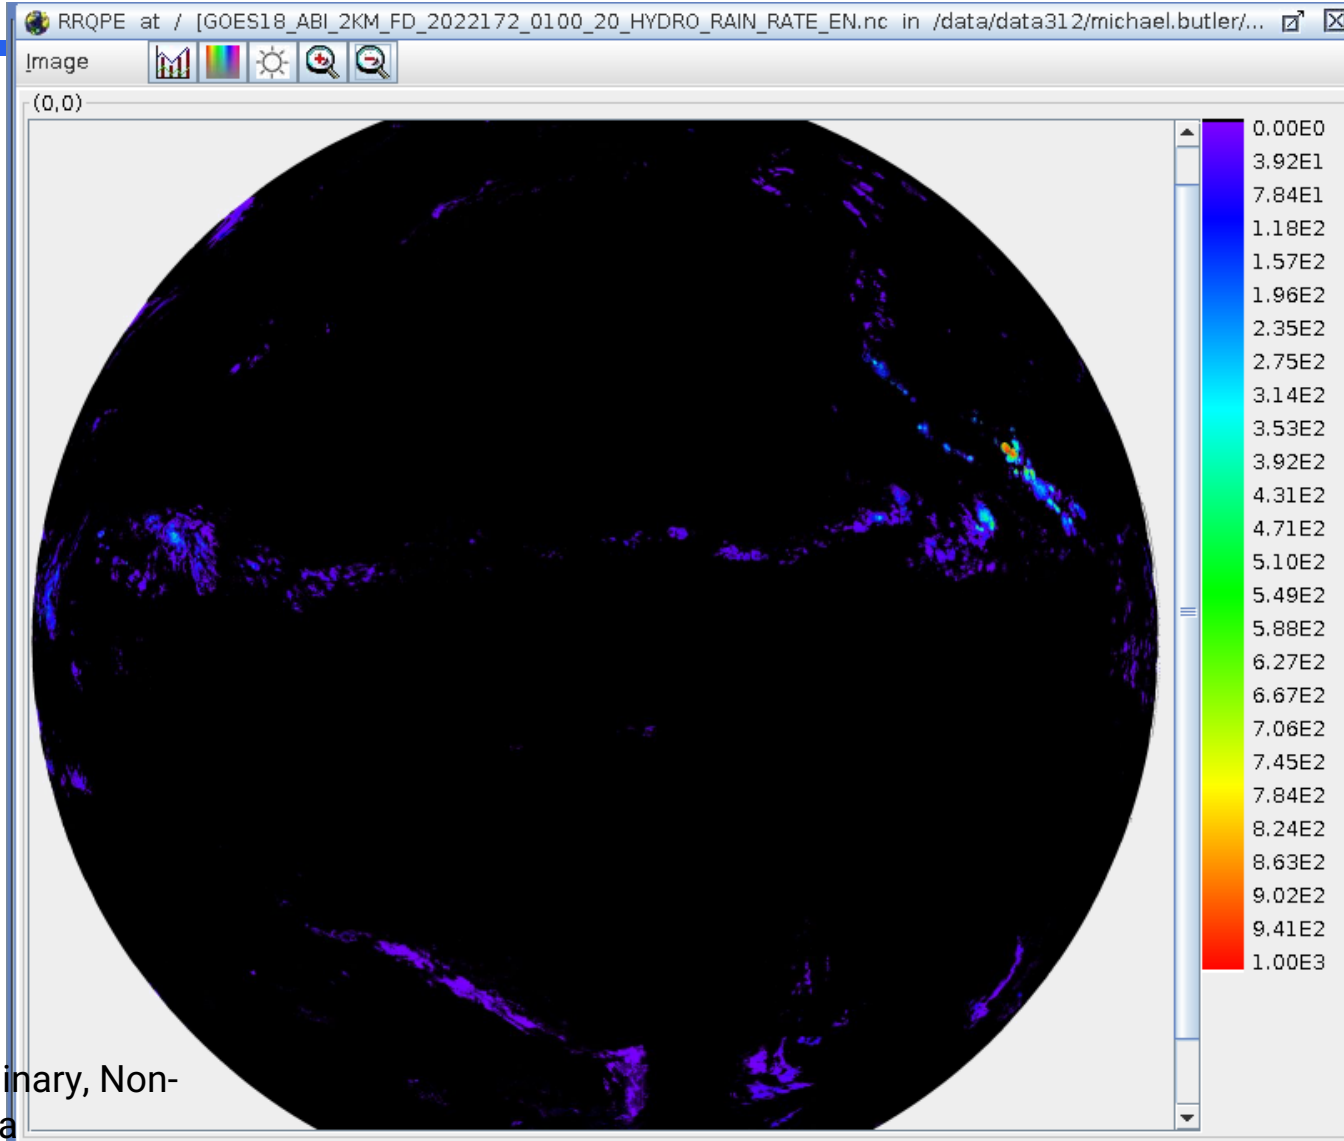 RRQPE at / [GOES18_ABI_2KM_FD_2022172_0100_20_HYDRO_RAIN_RATE_EN.nc in /data/data312/michael.butler/...
Image
(0,0)
0.00E0
3.92E1
7.84E1
1.18E2
1.57E2
1.96E2
2.35E2
2.75E2
3.14E2
3.53E2
3.92E2
4.31E2
4.71E2
5.10E2
5.49E2
5.88E2
6.27E2
6.67E2
7.06E2
7.45E2
7.84E2
8.24E2
8.63E2
9.02E2
9.41E2
1.00E3
inary, Non-
a